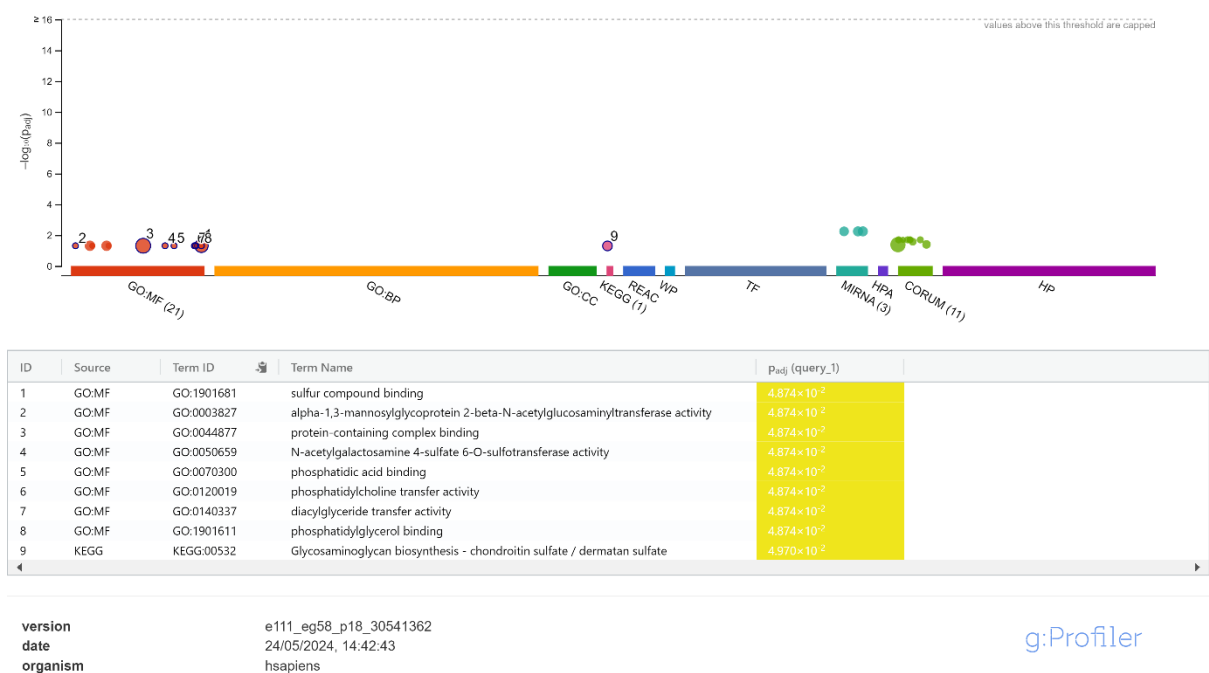 ≥ 16
values above this threshold are capped
14
12
10
8
6
4
2
0
-log₁₀(p_adj)
2
3
4 5
78
9
GO:MF (21)
GO:BP
GO:CC
KEGG (1)
REAC
WP
TF
MIRNA (3)
HPA
CORUM (11)
HP
ID Source Term ID Term Name p_adj (query_1)
1 GO:MF GO:1901681 sulfur compound binding 4.874×10⁻²
2 GO:MF GO:0003827 alpha-1,3-mannosylglycoprotein 2-beta-N-acetylglucosaminyltransferase activity 4.874×10⁻²
3 GO:MF GO:0044877 protein-containing complex binding 4.874×10⁻²
4 GO:MF GO:0050659 N-acetylgalactosamine 4-sulfate 6-O-sulfotransferase activity 4.874×10⁻²
5 GO:MF GO:0070300 phosphatidic acid binding 4.874×10⁻²
6 GO:MF GO:0120019 phosphatidylcholine transfer activity 4.874×10⁻²
7 GO:MF GO:0140337 diacylglyceride transfer activity 4.874×10⁻²
8 GO:MF GO:1901611 phosphatidylglycerol binding 4.874×10⁻²
9 KEGG KEGG:00532 Glycosaminoglycan biosynthesis - chondroitin sulfate / dermatan sulfate 4.970×10⁻²
version e111_eg58_p18_30541362
date 24/05/2024, 14:42:43
organism hsapiens
g:Profiler